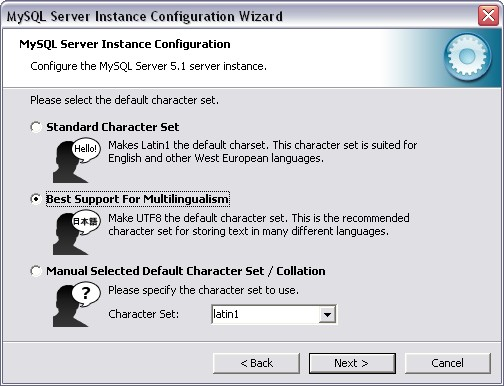 MySQL Server Instance Configuration Wizard
MySQL Server Instance Configuration
Configure the MySQL Server 5.1 server instance.
Please select the default character set.
Standard Character Set
Hello!
Makes Latin1 the default charset. This character set is suited for
English and other West European languages.
Best Support For Multilingualism
日本語
Make UTF8 the default character set. This is the recommended
character set for storing text in many different languages.
Manual Selected Default Character Set / Collation
?
Please specify the character set to use.
Character Set: latin1
< Back Next > Cancel